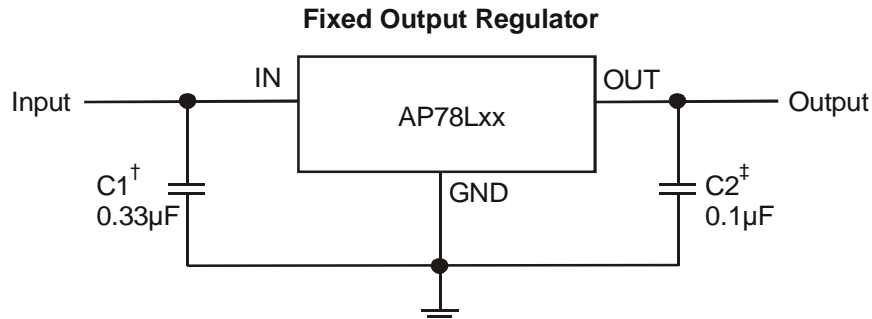 Fixed Output Regulator
IN
OUT
Input
AP78Lxx
Output
C1†
0.33µF
GND
C2‡
0.1µF